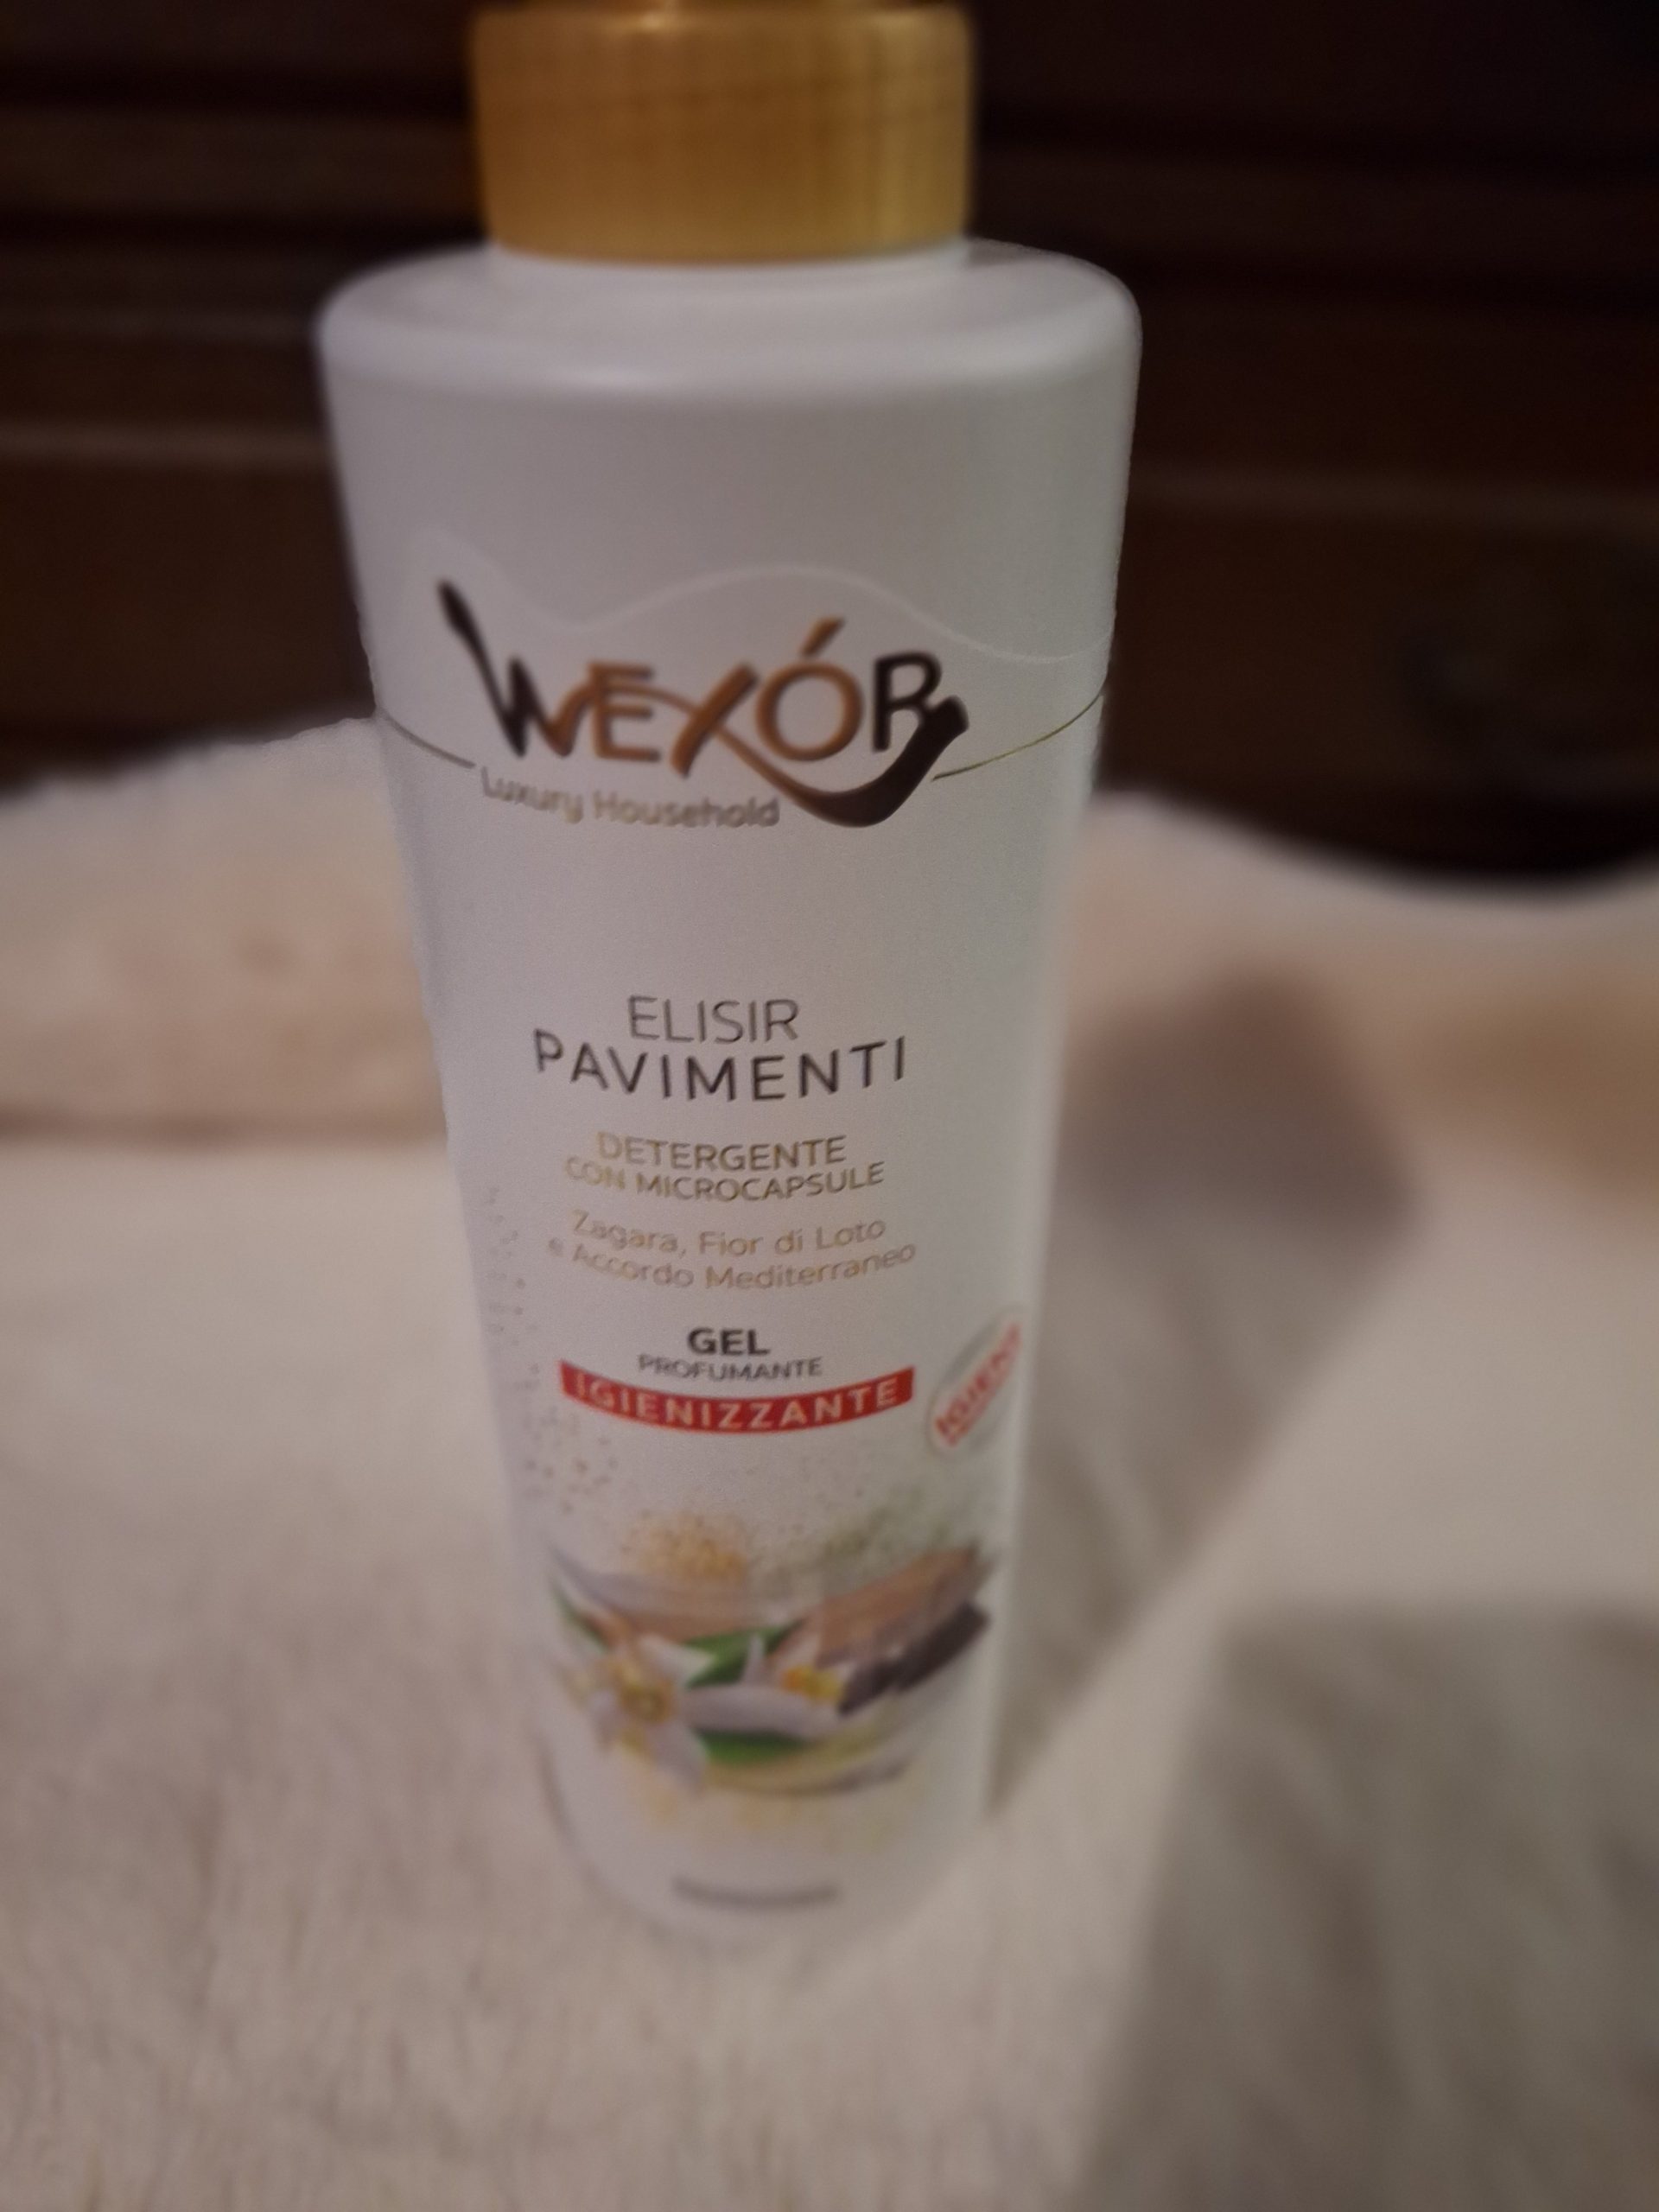 WEXÓR
Luxury Household
ELISIR
PAVIMENTI
DETERGENTE
CON MICROCAPSULE
Zagara, Fior di Loto
e Accordo Mediterraneo
GEL
PROFUMANTE
IGIENIZZANTE